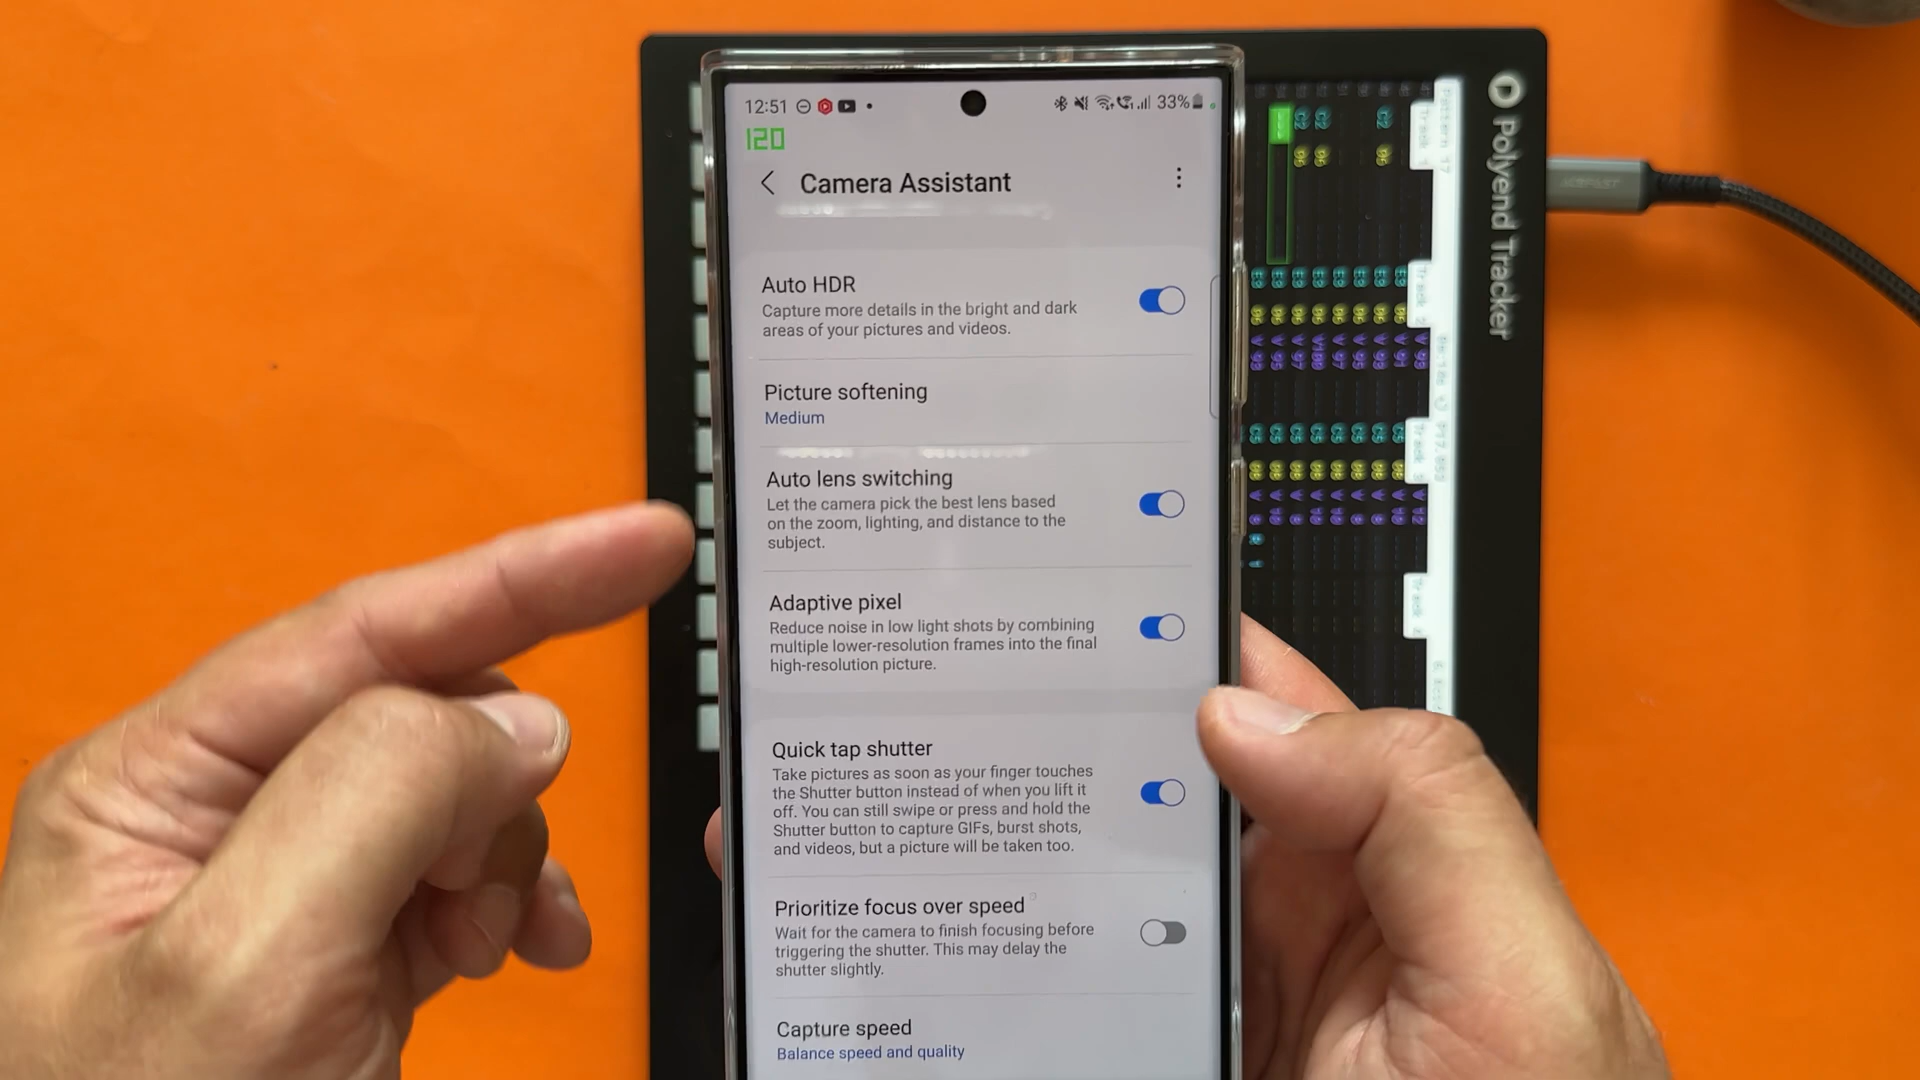 12:51
33%
120
Camera Assistant
Auto HDR
Capture more details in the bright and dark
areas of your pictures and videos.
Picture softening
Medium
Auto lens switching
Let the camera pick the best lens based
on the zoom, lighting, and distance to the
subject.
Adaptive pixel
Reduce noise in low light shots by combining
multiple lower-resolution frames into the final
high-resolution picture.
Quick tap shutter
Take pictures as soon as your finger touches
the Shutter button instead of when you lift it
off. You can still swipe or press and hold the
Shutter button to capture GIFs, burst shots,
and videos, but a picture will be taken too.
Prioritize focus over speed
Wait for the camera to finish focusing before
triggering the shutter. This may delay the
shutter slightly.
Capture speed
Balance speed and quality
Polyend Tracker
Pattern 17
Track 1